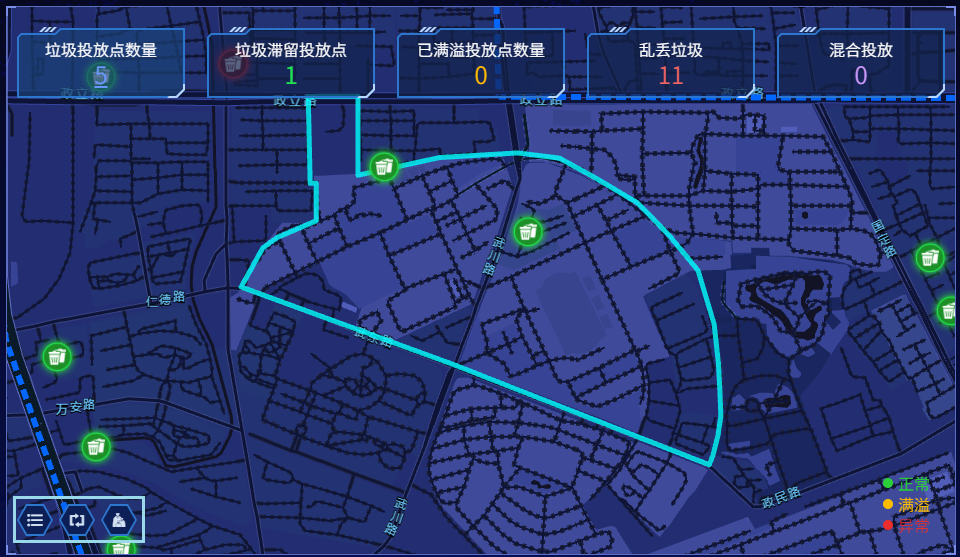 垃圾投放点数量
5
垃圾滞留投放点
1
已满溢投放点数量
0
乱丢垃圾
11
混合投放
0
政立路
政立路
政立路
政立路
国定路
武川路
仁德路
武东路
万安路
武川路
政民路
正常
满溢
异常